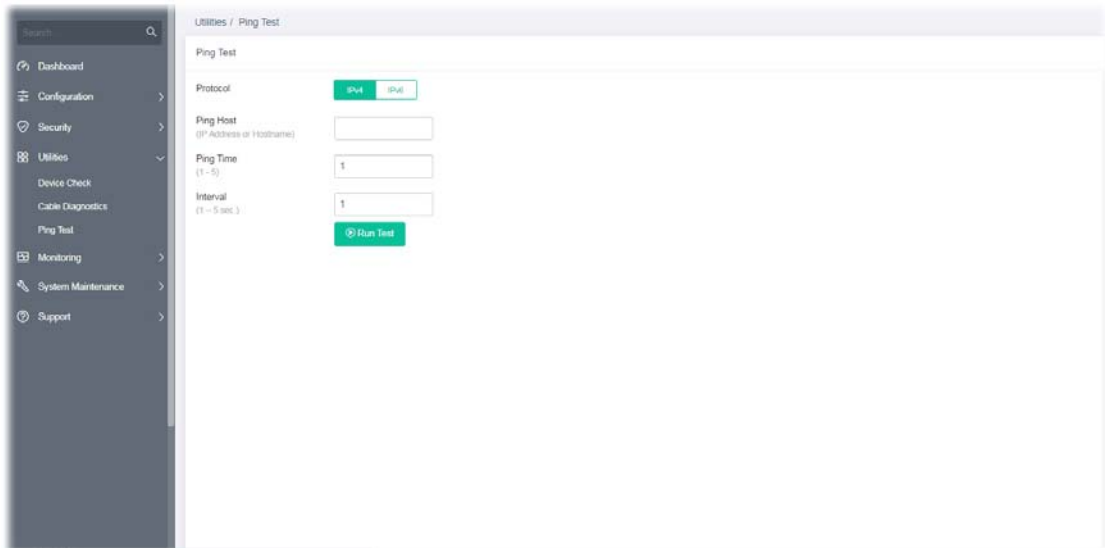 Search...
Dashboard
Configuration
Security
Utilities
Device Check
Cable Diagnostics
Ping Test
Monitoring
System Maintenance
Support
Utilities / Ping Test
Ping Test
Protocol
IPv4 IPv6
Ping Host
(IP Address or Hostname)
Ping Time
(1 - 5)
1
Interval
(1 – 5 sec.)
1
Run Test